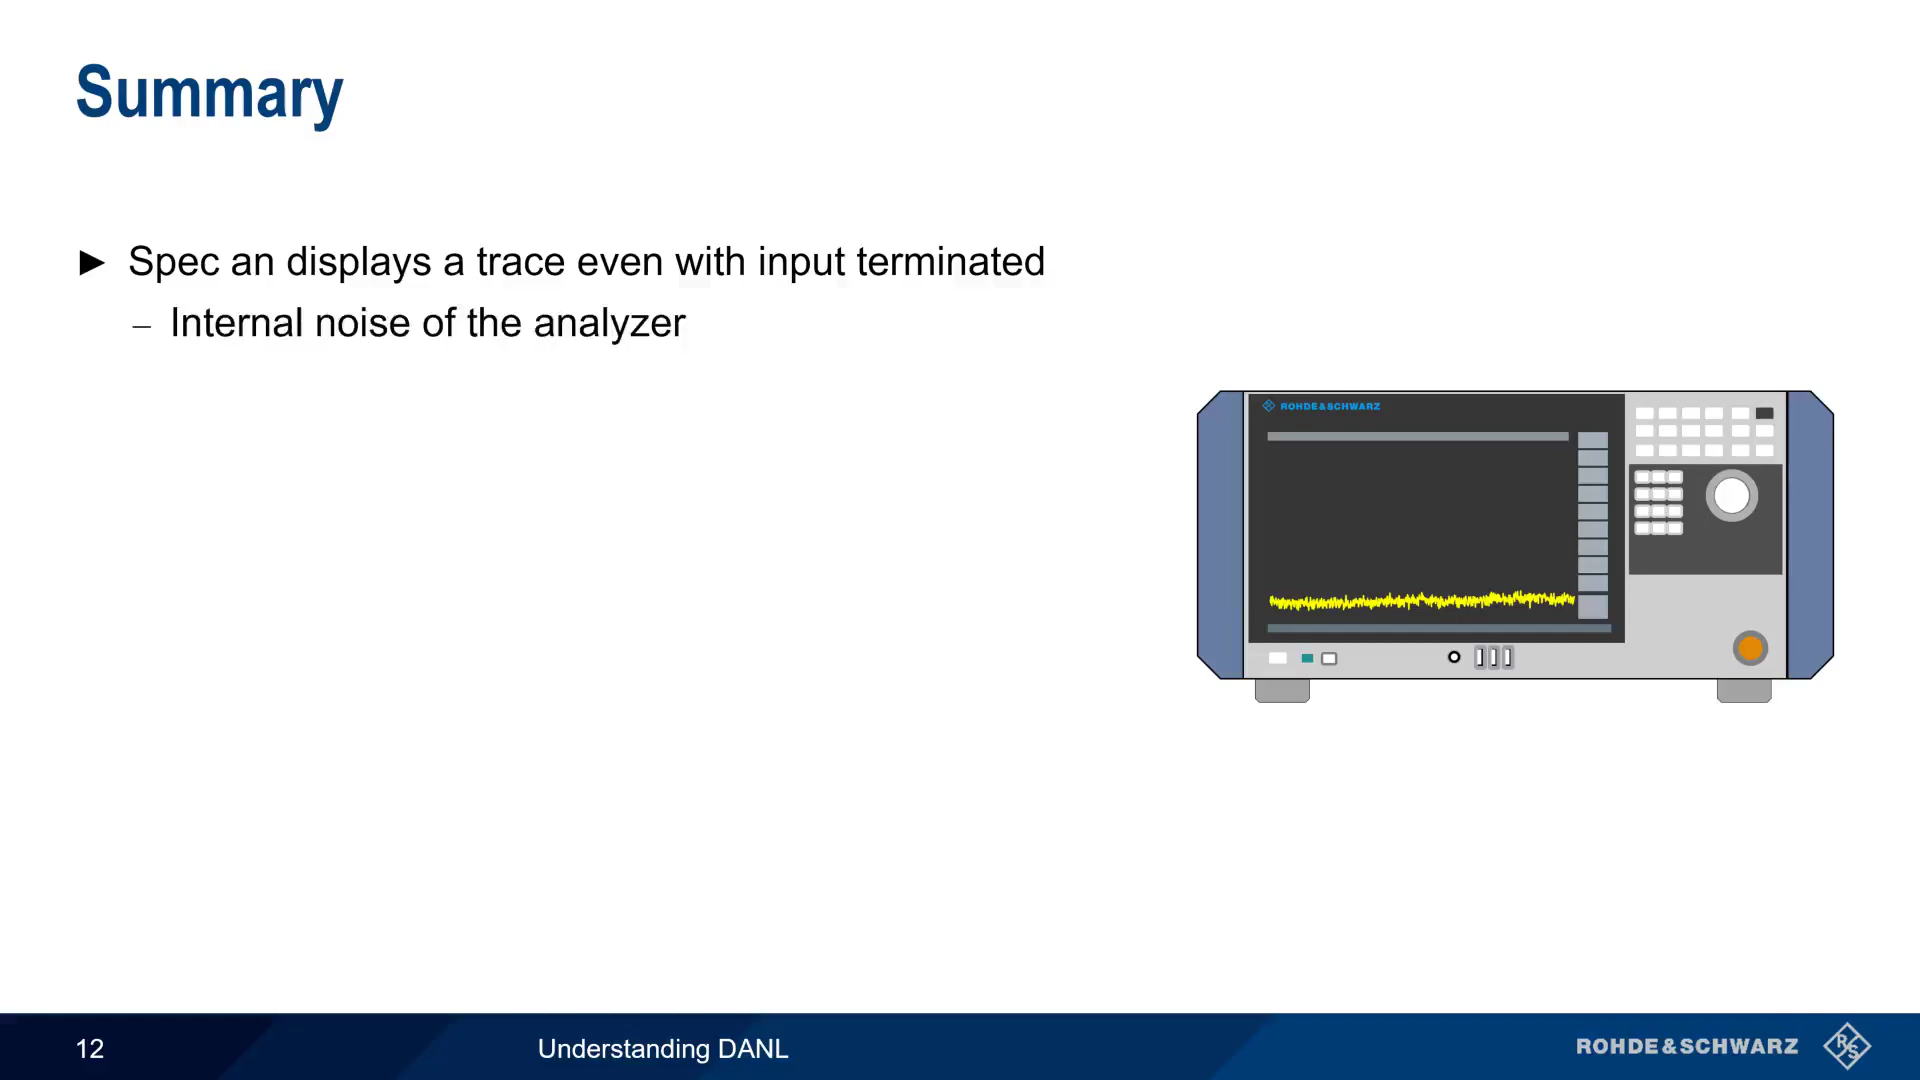 Summary
► Spec an displays a trace even with input terminated
– Internal noise of the analyzer
ROHDE&SCHWARZ
12
Understanding DANL
ROHDE&SCHWARZ
R&S